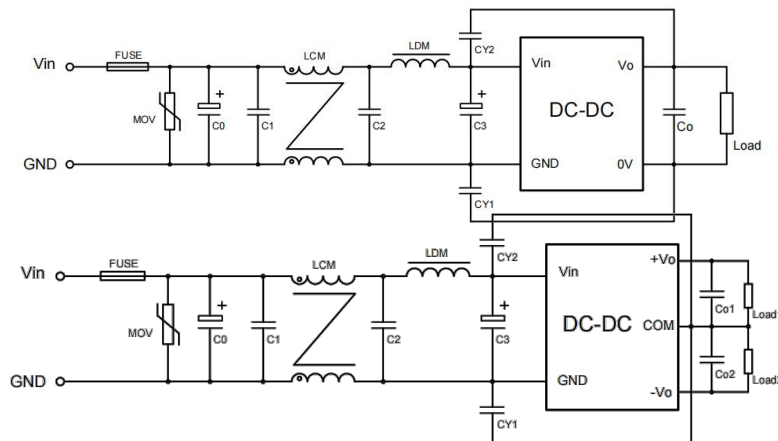 CY2
FUSE
LCM
LDM
Vin
Vin
Vo
MOV
+
C0
C1
C2
+
C3
DC-DC
Co
Load
GND
GND
0V
CY1
FUSE
LCM
LDM
CY2
Vin
Vin
+Vo
MOV
+
C0
C1
C2
+
C3
DC-DC
Co1
Load1
COM
Co2
Load2
GND
GND
-Vo
CY1